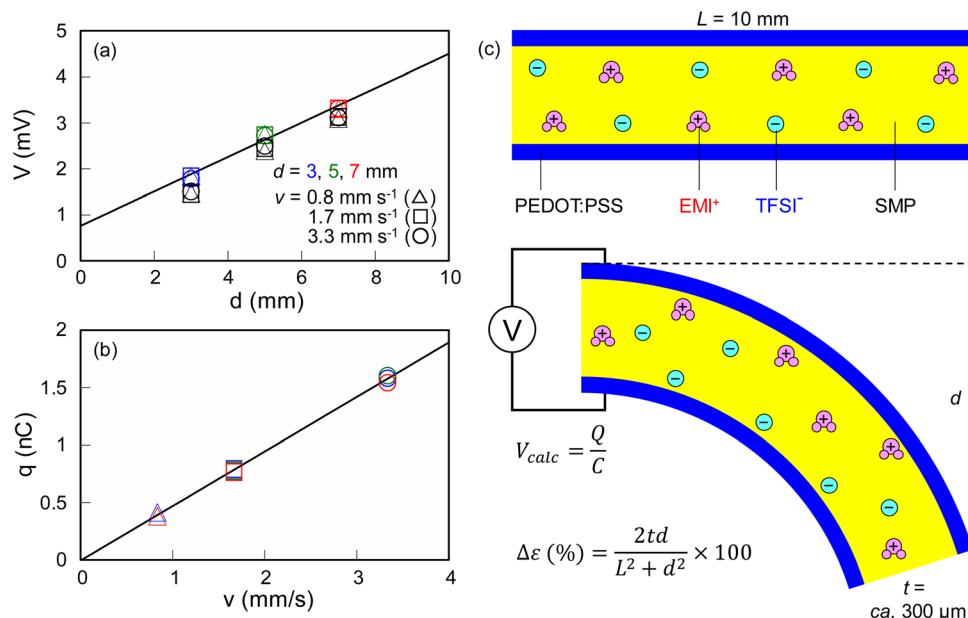 (a)
5
4
3
2
1
0
V (mV)
d = 3, 5, 7 mm
v = 0.8 mm s⁻¹ (△)
1.7 mm s⁻¹ (□)
3.3 mm s⁻¹ (○)
0 2 4 6 8 10
d (mm)
(b)
2
1.5
1
0.5
0
q (nC)
0 1 2 3 4
v (mm/s)
(c)
L = 10 mm
PEDOT:PSS EMI⁺ TFSI⁻ SMP
V
d
V_calc = Q/C
Δε (%) = 2td/(L² + d²) × 100
t =
ca. 300 μm